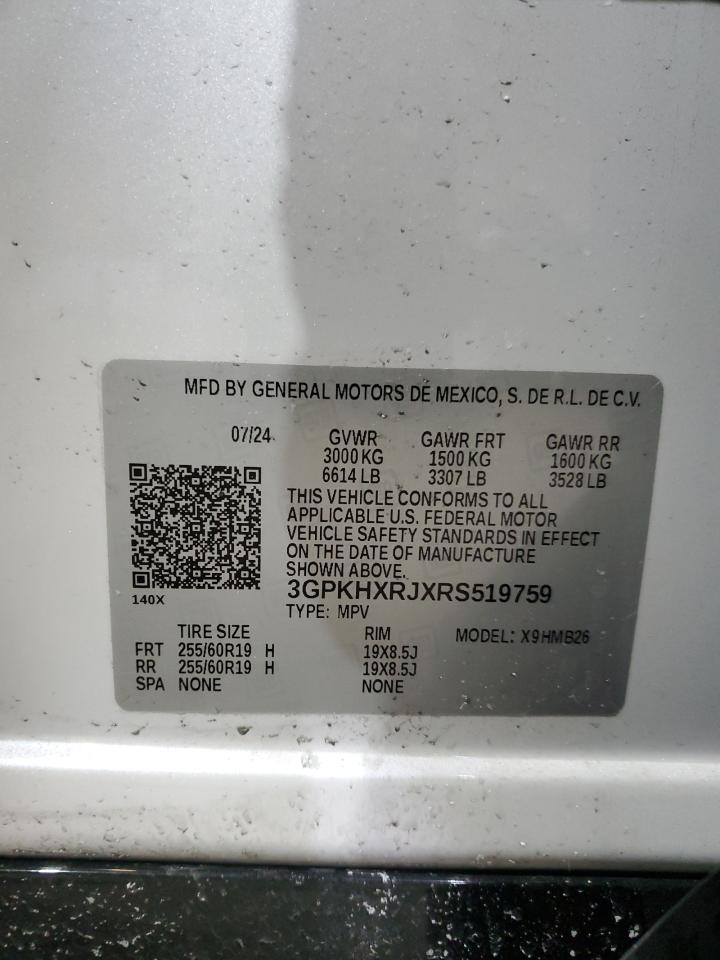 MFD BY GENERAL MOTORS DE MEXICO, S. DE R.L. DE C.V.
07/24 GVWR GAWR FRT GAWR RR
3000 KG 1500 KG 1600 KG
6614 LB 3307 LB 3528 LB
THIS VEHICLE CONFORMS TO ALL
APPLICABLE U.S. FEDERAL MOTOR
VEHICLE SAFETY STANDARDS IN EFFECT
ON THE DATE OF MANUFACTURE
SHOWN ABOVE.
3GPKHXRJXRS519759
140X
TYPE: MPV
TIRE SIZE RIM MODEL: X9HMB26
FRT 255/60R19 H 19X8.5J
RR 255/60R19 H 19X8.5J
SPA NONE NONE